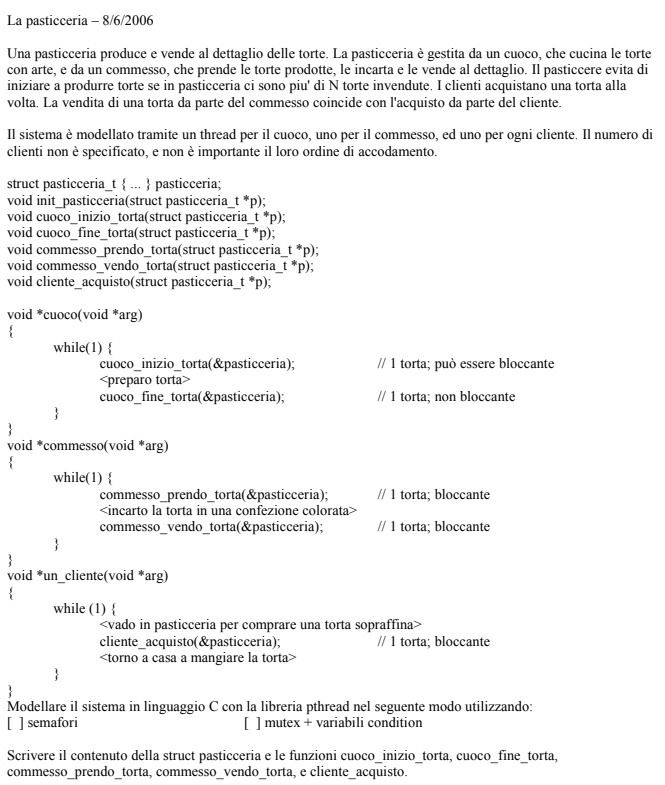 La pasticceria – 8/6/2006
Una pasticceria produce e vende al dettaglio delle torte. La pasticceria è gestita da un cuoco, che cucina le torte
con arte, e da un commesso, che prende le torte prodotte, le incarta e le vende al dettaglio. Il pasticcere evita di
iniziare a produrre torte se in pasticceria ci sono piu' di N torte invendute. I clienti acquistano una torta alla
volta. La vendita di una torta da parte del commesso coincide con l'acquisto da parte del cliente.
Il sistema è modellato tramite un thread per il cuoco, uno per il commesso, ed uno per ogni cliente. Il numero di
clienti non è specificato, e non è importante il loro ordine di accodamento.
struct pasticceria_t { ... } pasticceria;
void init_pasticceria(struct pasticceria_t *p);
void cuoco_inizio_torta(struct pasticceria_t *p);
void cuoco_fine_torta(struct pasticceria_t *p);
void commesso_prendo_torta(struct pasticceria_t *p);
void commesso_vendo_torta(struct pasticceria_t *p);
void cliente_acquisto(struct pasticceria_t *p);
void *cuoco(void *arg)
{
while(1) {
cuoco_inizio_torta(&pasticceria); // 1 torta; può essere bloccante
<preparo torta>
cuoco_fine_torta(&pasticceria); // 1 torta; non bloccante
}
}
void *commesso(void *arg)
{
while(1) {
commesso_prendo_torta(&pasticceria); // 1 torta; bloccante
<incarto la torta in una confezione colorata>
commesso_vendo_torta(&pasticceria); // 1 torta; bloccante
}
}
void *un_cliente(void *arg)
{
while (1) {
<vado in pasticceria per comprare una torta sopraffina>
cliente_acquisto(&pasticceria); // 1 torta; bloccante
<torno a casa a mangiare la torta>
}
}
Modellare il sistema in linguaggio C con la libreria pthread nel seguente modo utilizzando:
[ ] semafori [ ] mutex + variabili condition
Scrivere il contenuto della struct pasticceria e le funzioni cuoco_inizio_torta, cuoco_fine_torta,
commesso_prendo_torta, commesso_vendo_torta, e cliente_acquisto.